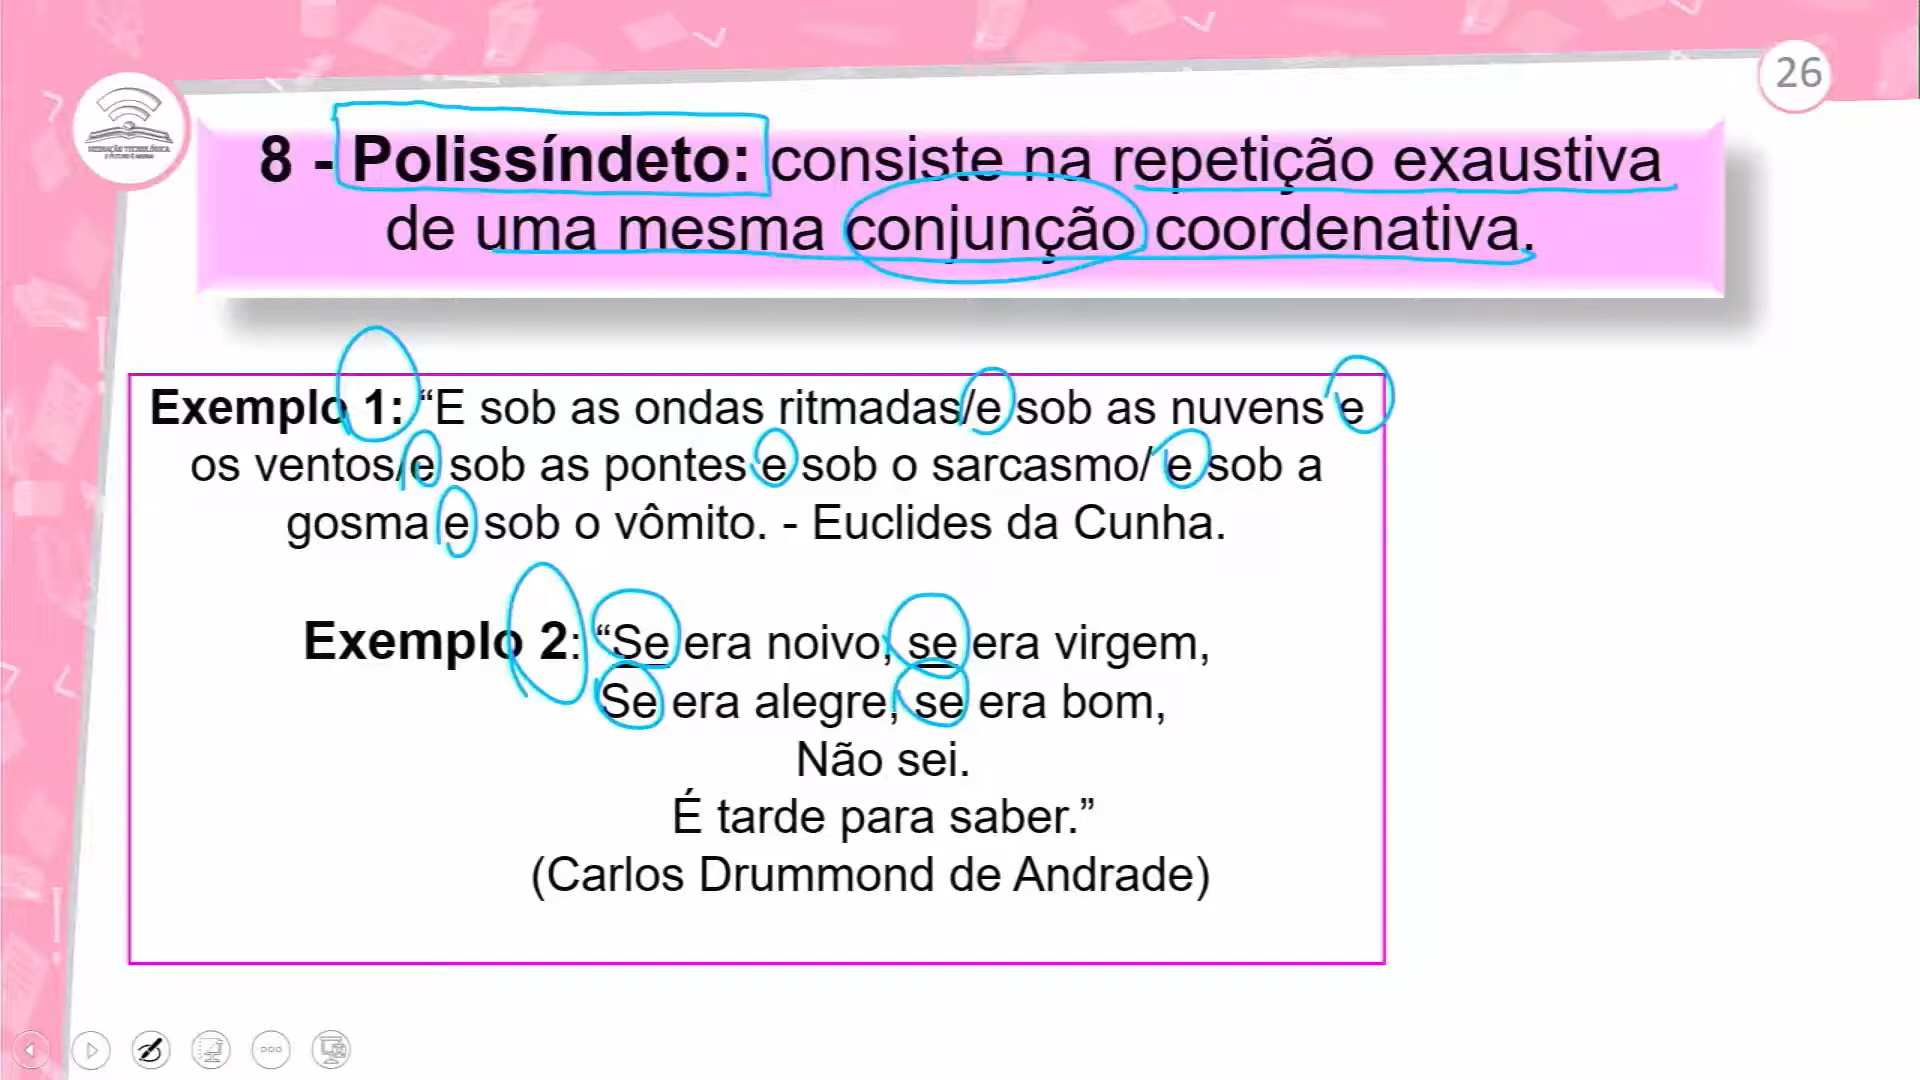 26
8 - Polissíndeto: consiste na repetição exaustiva
de uma mesma conjunção coordenativa.
Exemplo 1: “E sob as ondas ritmadas/e sob as nuvens e
os ventos/e sob as pontes e sob o sarcasmo/ e sob a
gosma e sob o vômito. - Euclides da Cunha.
Exemplo 2: “Se era noivo, se era virgem,
Se era alegre, se era bom,
Não sei.
É tarde para saber.”
(Carlos Drummond de Andrade)